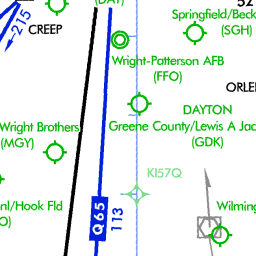 (DAY)
52
Springfield/Beck
(SGH)
CREEP
215
Wright-Patterson AFB
(FFO)
ORLE
DAYTON
Greene County/Lewis A Jac
(GDK)
Wright Brothers
(MGY)
KI57Q
nl/Hook Fld
O)
Q65
113
Wilming